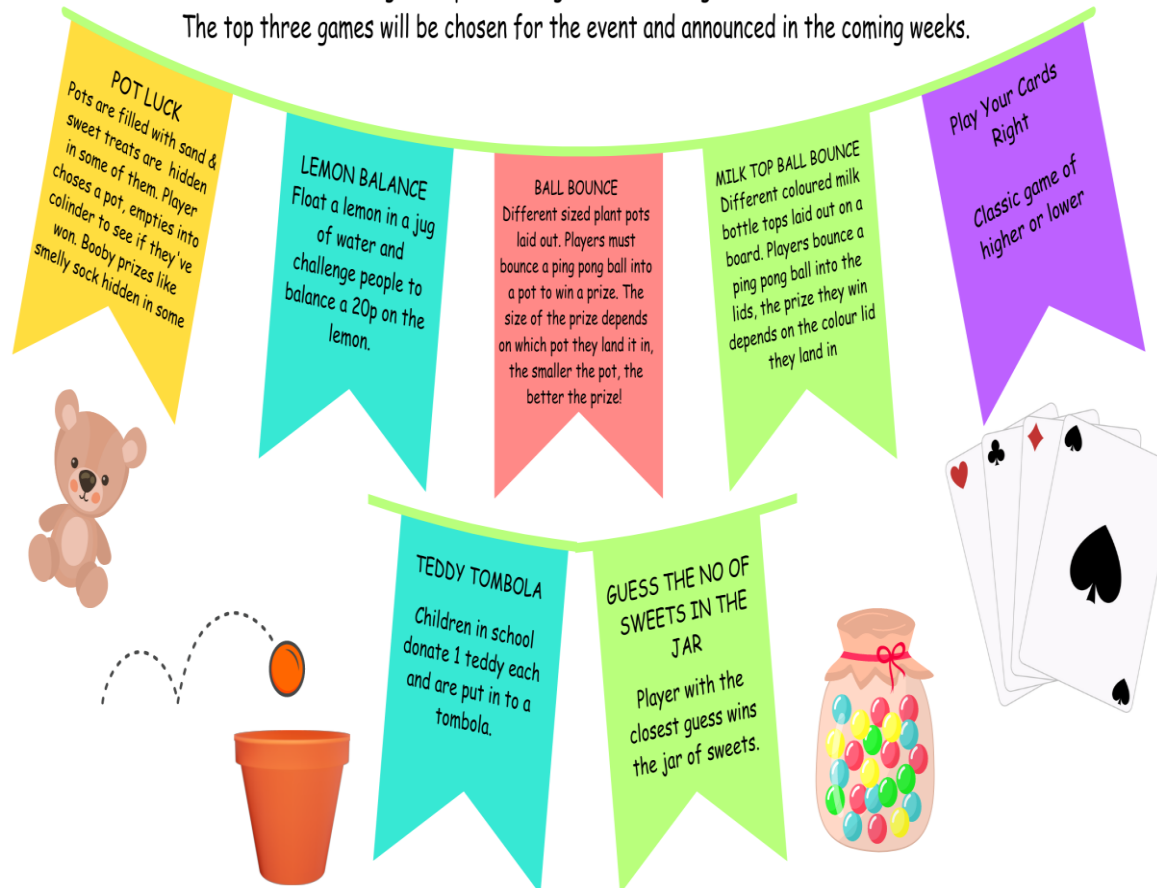 The top three games will be chosen for the event and announced in the coming weeks.
POT LUCK
Pots are filled with sand &
sweet treats are hidden
in some of them. Player
choses a pot, empties into
colinder to see if they've
won. Booby prizes like
smelly sock hidden in some
LEMON BALANCE
Float a lemon in a jug
of water and
challenge people to
balance a 20p on the
lemon.
BALL BOUNCE
Different sized plant pots
laid out. Players must
bounce a ping pong ball into
a pot to win a prize. The
size of the prize depends
on which pot they land it in,
the smaller the pot, the
better the prize!
MILK TOP BALL BOUNCE
Different coloured milk
bottle tops laid out on a
board. Players bounce a
ping pong ball into the
lids, the prize they win
depends on the colour lid
they land in
Play Your Cards
Right
Classic game of
higher or lower
TEDDY TOMBOLA
Children in school
donate 1 teddy each
and are put in to a
tombola.
GUESS THE NO OF
SWEETS IN THE
JAR
Player with the
closest guess wins
the jar of sweets.